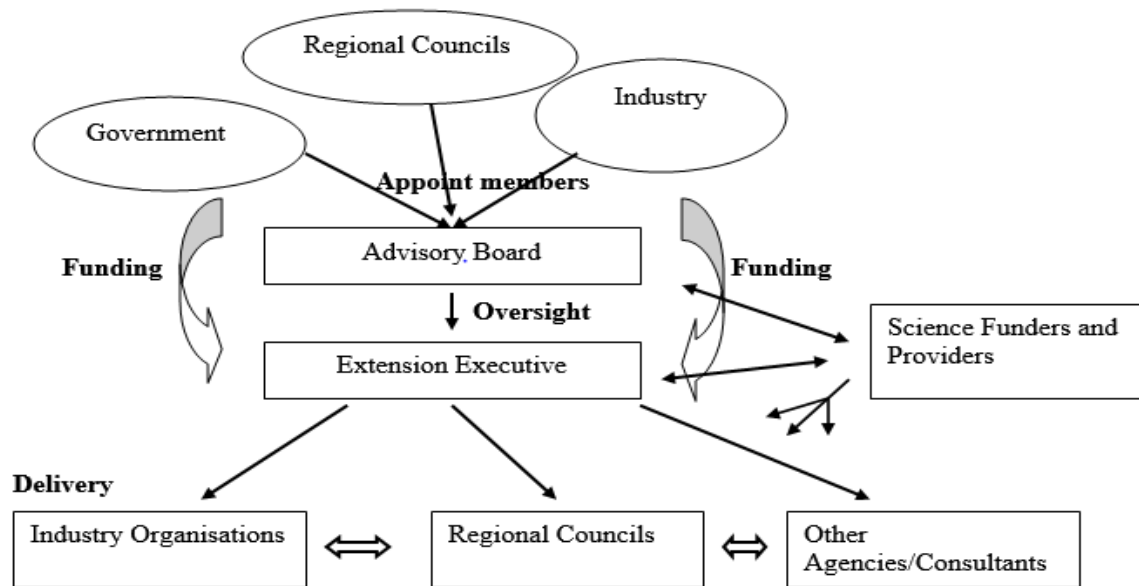 Regional Councils
Industry
Government
Appoint members
Advisory Board
Funding
Funding
Oversight
Science Funders and
Providers
Extension Executive
Delivery
Industry Organisations
Regional Councils
Other
Agencies/Consultants